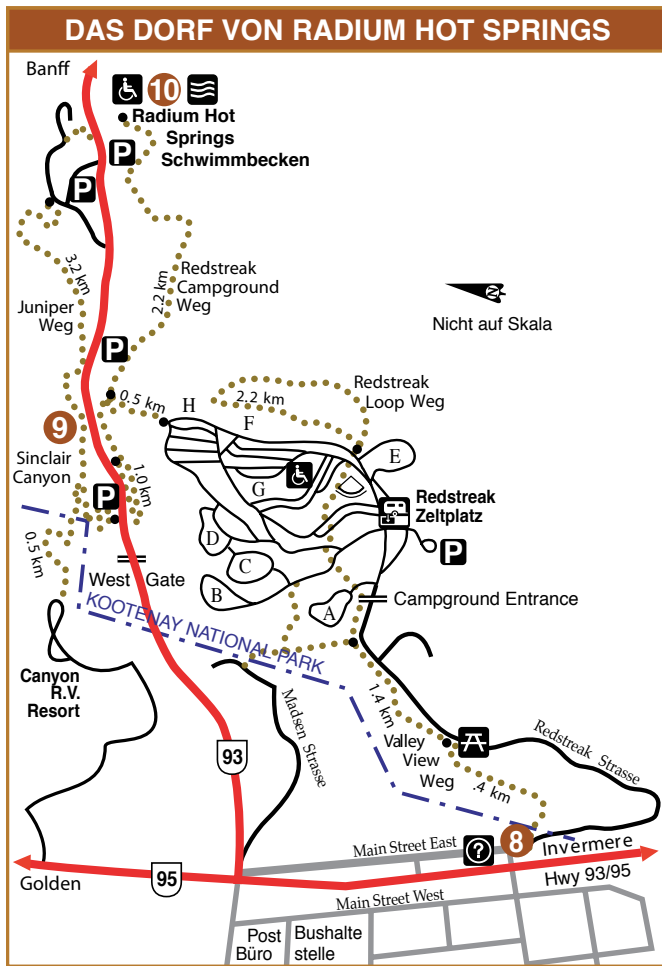 DAS DORF VON RADIUM HOT SPRINGS
Banff
10
Radium Hot
Springs
Schwimmbecken
P
P
3.2 km
2.2 km
Redstreak
Campground
Weg
Juniper
Weg
N
Nicht auf Skala
P
Redstreak
Loop Weg
0.5 km
2.2 km
H
F
E
9
Sinclair
Canyon
1.0 km
G
P
Redstreak
Zeltplatz
D
P
0.5 km
C
West Gate
B
A
Campground Entrance
KOOTENAY NATIONAL PARK
Canyon
R.V.
Resort
Madsen Strasse
1.4 km
Valley
View
Weg
.4 km
Redstreak Strasse
93
8
?
Main Street East
Invermere
Golden
95
Hwy 93/95
Main Street West
Post
Büro
Bushalte
stelle